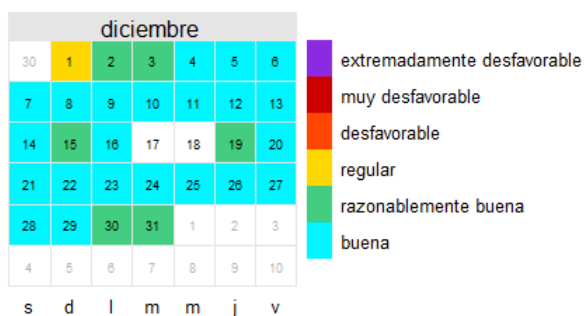 diciembre
30 1 2 3 4 5 6
7 8 9 10 11 12 13
14 15 16 17 18 19 20
21 22 23 24 25 26 27
28 29 30 31 1 2 3
4 5 6 7 8 9 10
s d l m m j v
extremadamente desfavorable
muy desfavorable
desfavorable
regular
razonablemente buena
buena